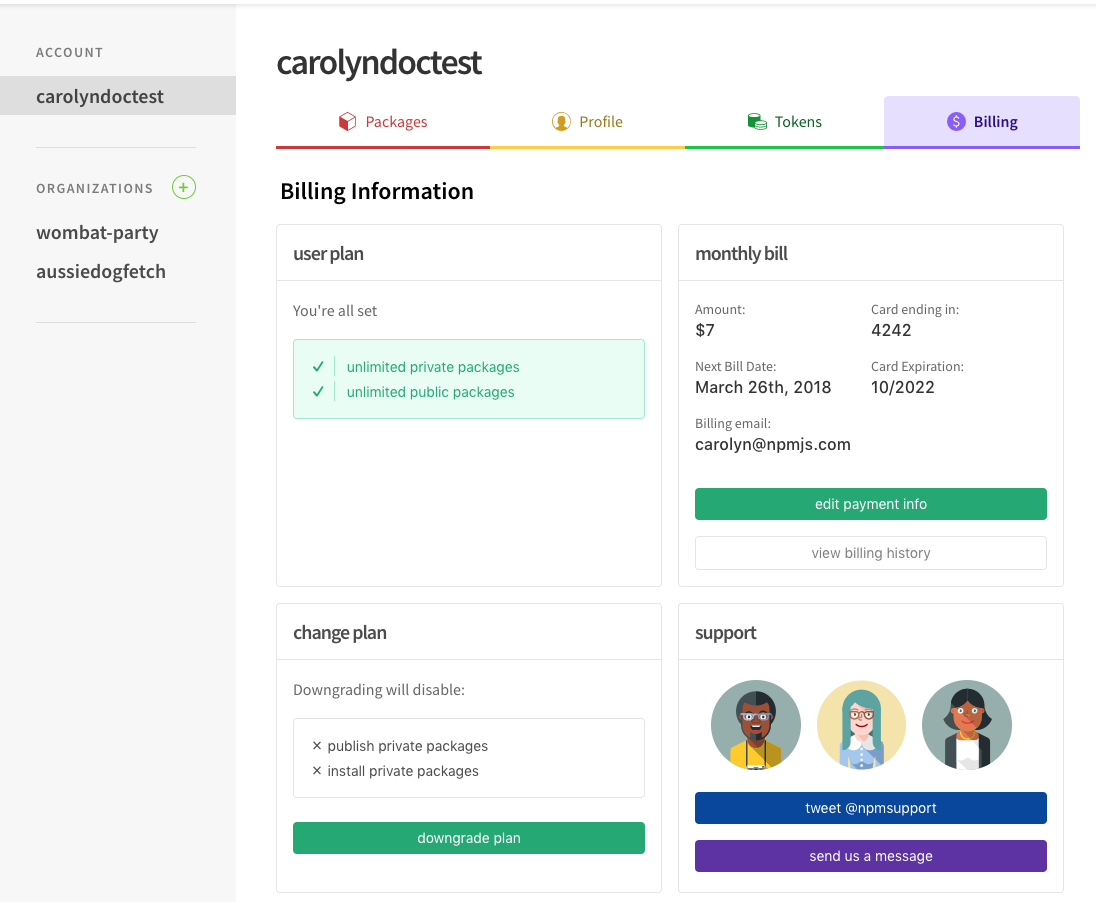 ACCOUNT
carolyndoctest
ORGANIZATIONS
wombat-party
aussiedogfetch
carolyndoctest
Packages
Profile
Tokens
$ Billing
Billing Information
user plan
You're all set
unlimited private packages
unlimited public packages
monthly bill
Amount:
$7
Card ending in:
4242
Next Bill Date:
March 26th, 2018
Card Expiration:
10/2022
Billing email:
carolyn@npmjs.com
edit payment info
view billing history
change plan
Downgrading will disable:
publish private packages
install private packages
downgrade plan
support
tweet @npmsupport
send us a message